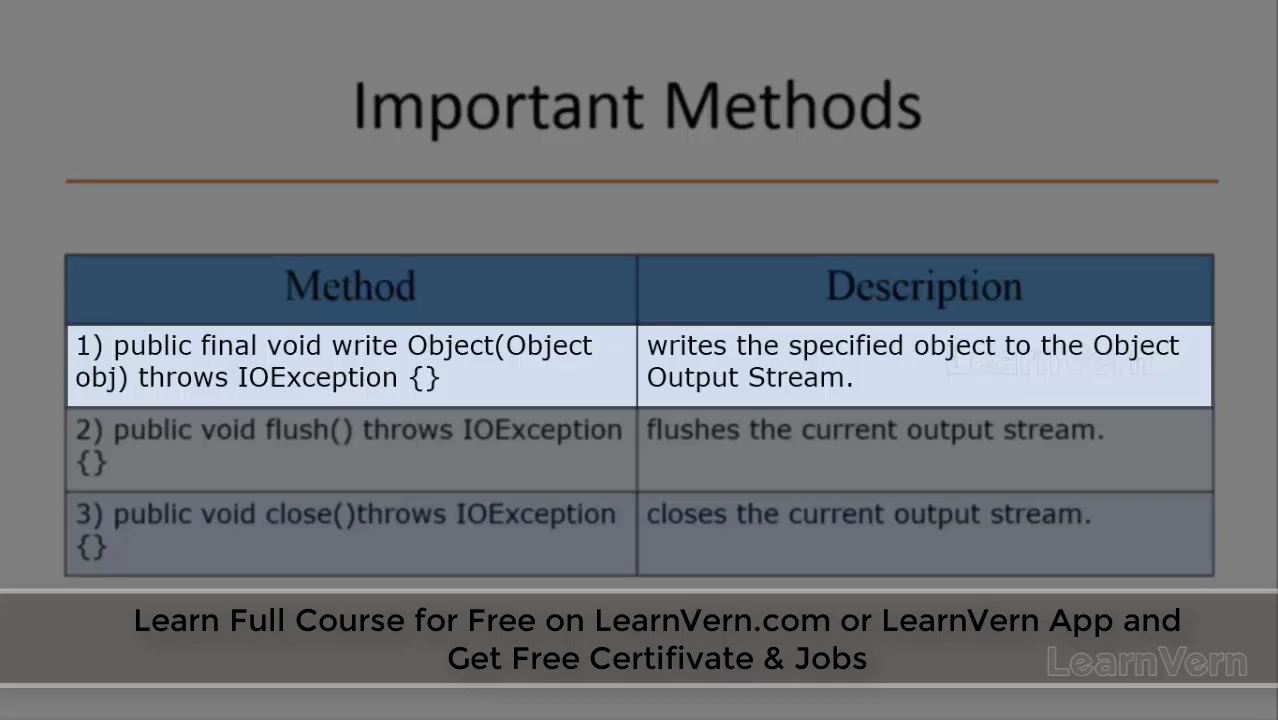 Important Methods
Method
Description
1) public final void write Object(Object
obj) throws IOException {}
writes the specified object to the Object
Output Stream.
LearnVern
2) public void flush() throws IOException
{}
flushes the current output stream.
3) public void close()throws IOException
{}
closes the current output stream.
Learn Full Course for Free on LearnVern.com or LearnVern App and
Get Free Certifivate & Jobs
LearnVern